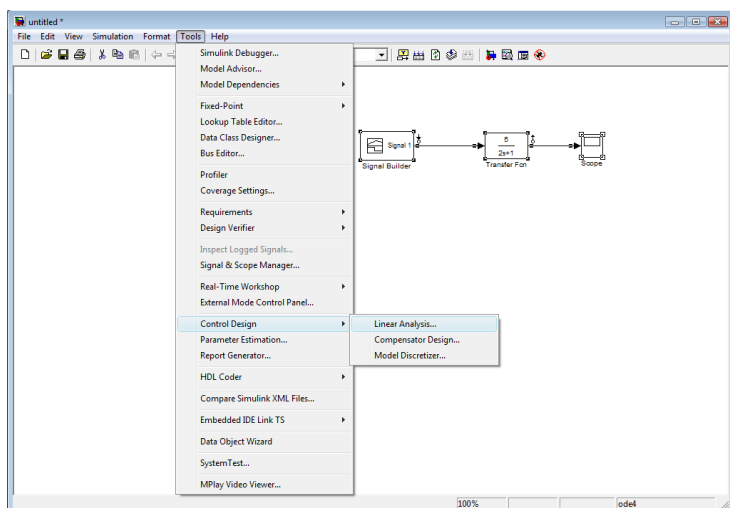 untitled *
File Edit View Simulation Format Tools Help
Simulink Debugger...
Model Advisor...
Model Dependencies
Fixed-Point
Lookup Table Editor...
Data Class Designer...
Bus Editor...
Profiler
Coverage Settings...
Requirements
Design Verifier
Inspect Logged Signals...
Signal & Scope Manager...
Real-Time Workshop
External Mode Control Panel...
Control Design
Parameter Estimation...
Report Generator...
HDL Coder
Compare Simulink XML Files...
Embedded IDE Link TS
Data Object Wizard
SystemTest...
MPlay Video Viewer...
Linear Analysis...
Compensator Design...
Model Discretizer...
Signal 1
Signal Builder
5
2s+1
Transfer Fcn
Scope
100%
ode4